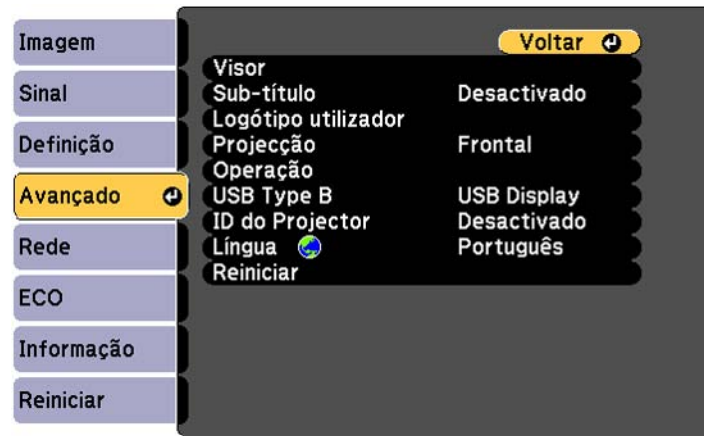 Imagem
Sinal
Definição
Avançado
Rede
ECO
Informação
Reiniciar
Voltar
Visor
Sub-título Desactivado
Logótipo utilizador
Projecção Frontal
Operação
USB Type B USB Display
ID do Projector Desactivado
Língua Português
Reiniciar